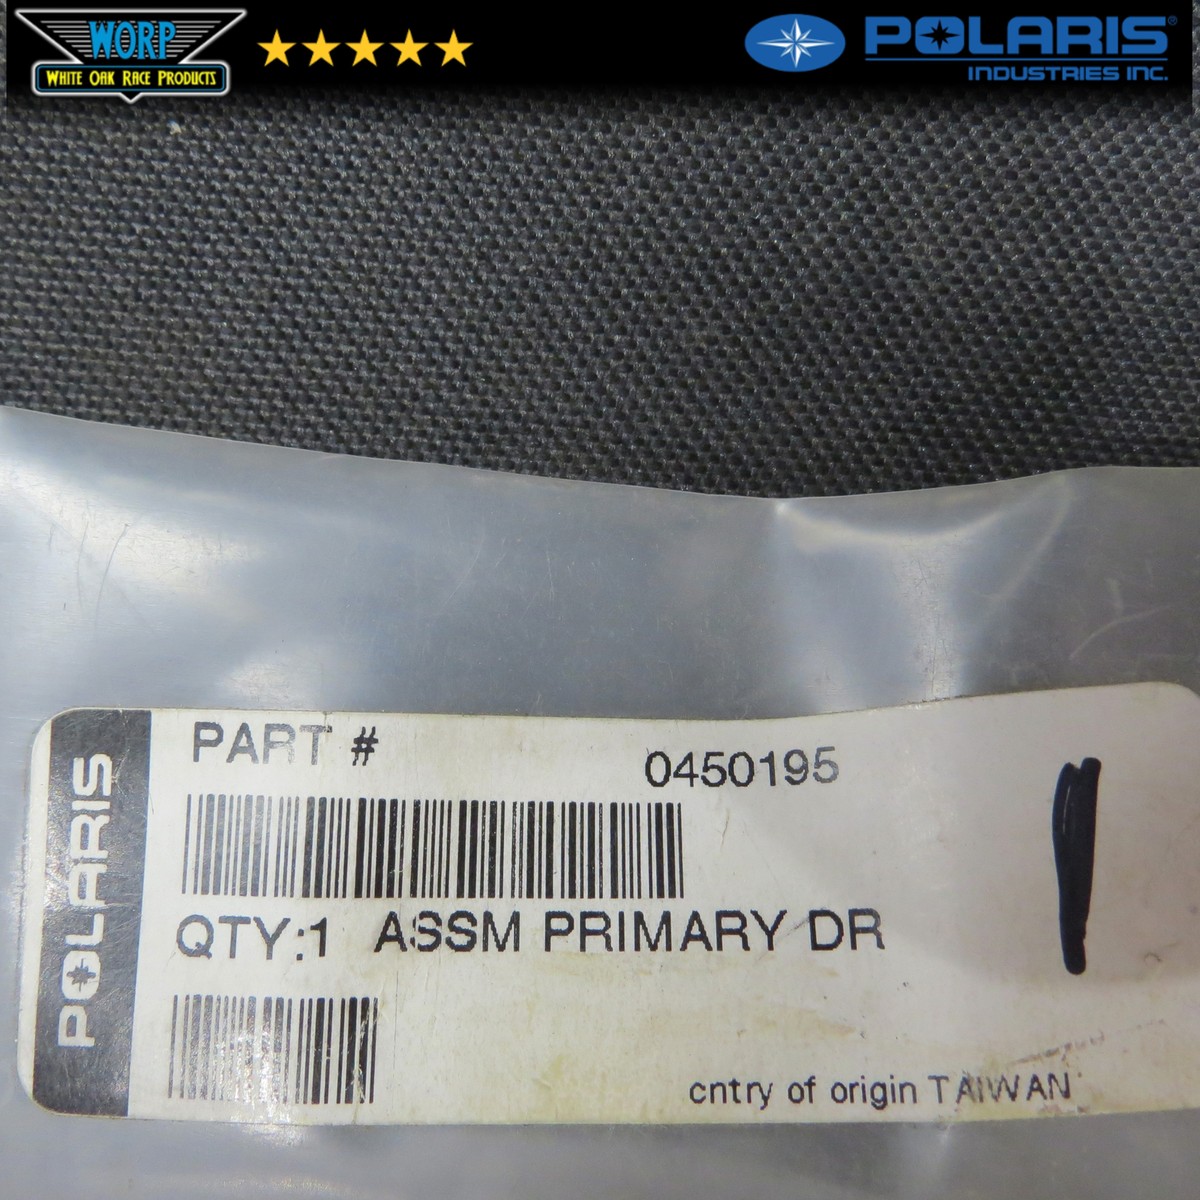 WORP
WHITE OAK RACE PRODUCTS
POLARIS®
INDUSTRIES INC.
POLARIS
PART # 0450195
QTY:1 ASSM PRIMARY DR
cntry of origin TAIWAN
1